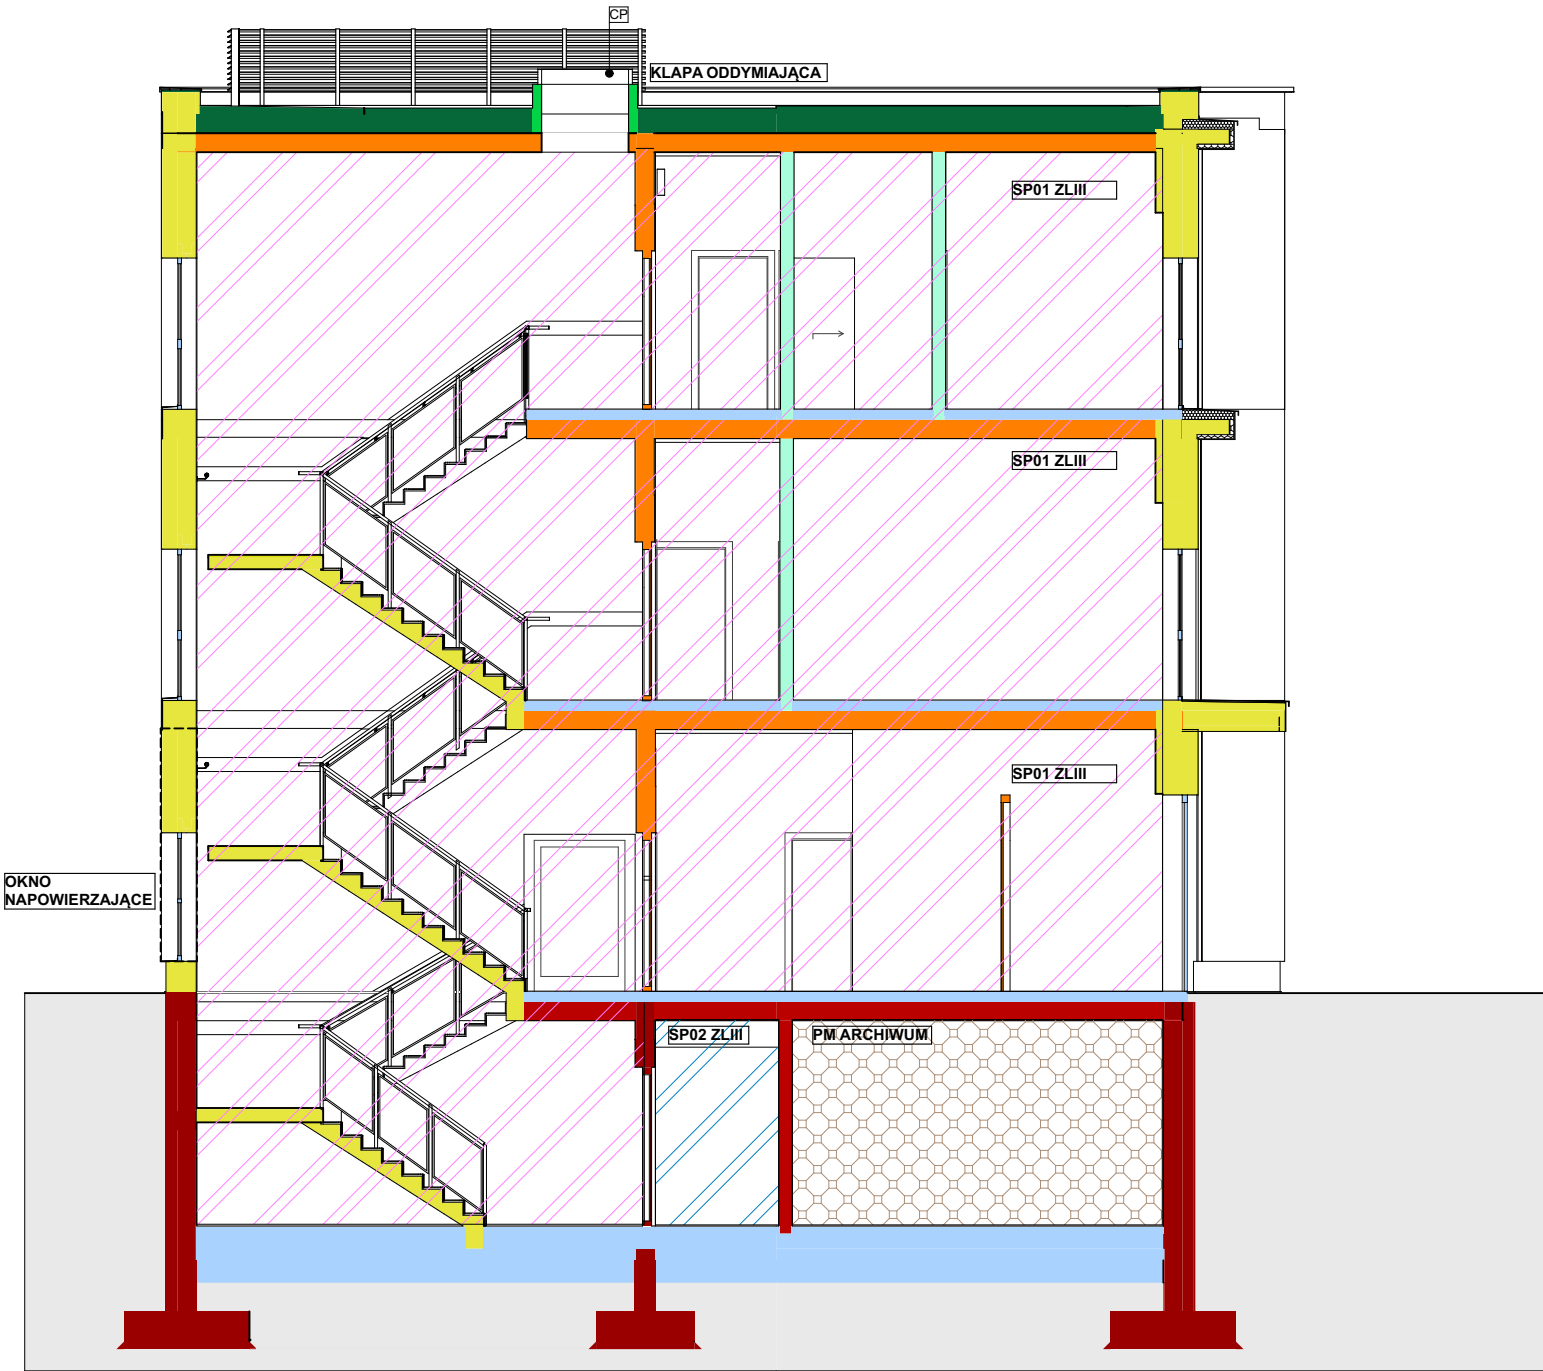 CP
KLAPA ODDYMIAJĄCA
SP01 ZLIII
SP01 ZLIII
SP01 ZLIII
OKNO
NAPOWIERZAJĄCE
SP02 ZLIII
PM ARCHIWUM